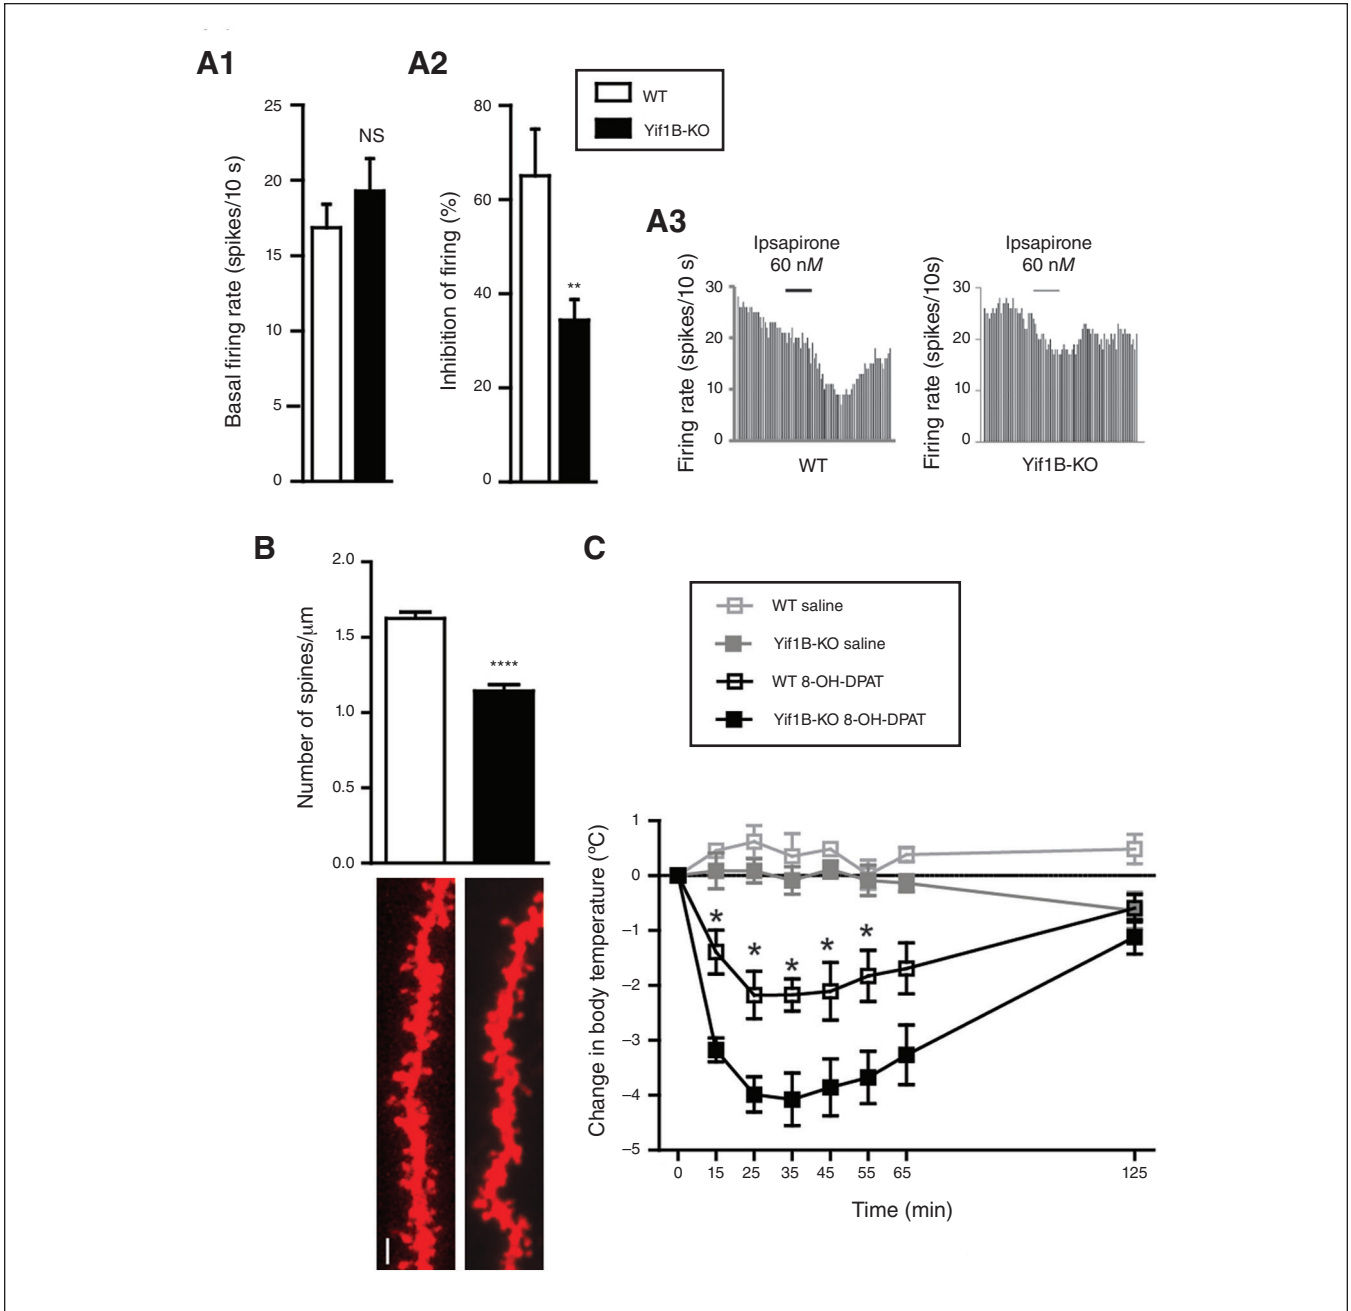 A1
A2
WT
Yif1B-KO
Basal firing rate (spikes/10 s)
25
20
15
10
5
0
NS
Inhibition of firing (%)
80
60
40
20
0
**
A3
Ipsapirone
60 nM
Firing rate (spikes/10 s)
30
20
10
0
WT
Ipsapirone
60 nM
Firing rate (spikes/10s)
30
20
10
0
Yif1B-KO
B
Number of spines/μm
2.0
1.5
1.0
0.5
0.0
****
C
WT saline
Yif1B-KO saline
WT 8-OH-DPAT
Yif1B-KO 8-OH-DPAT
Change in body temperature (ºC)
1
0
–1
–2
–3
–4
–5
* * * * *
0 15 25 35 45 55 65 125
Time (min)